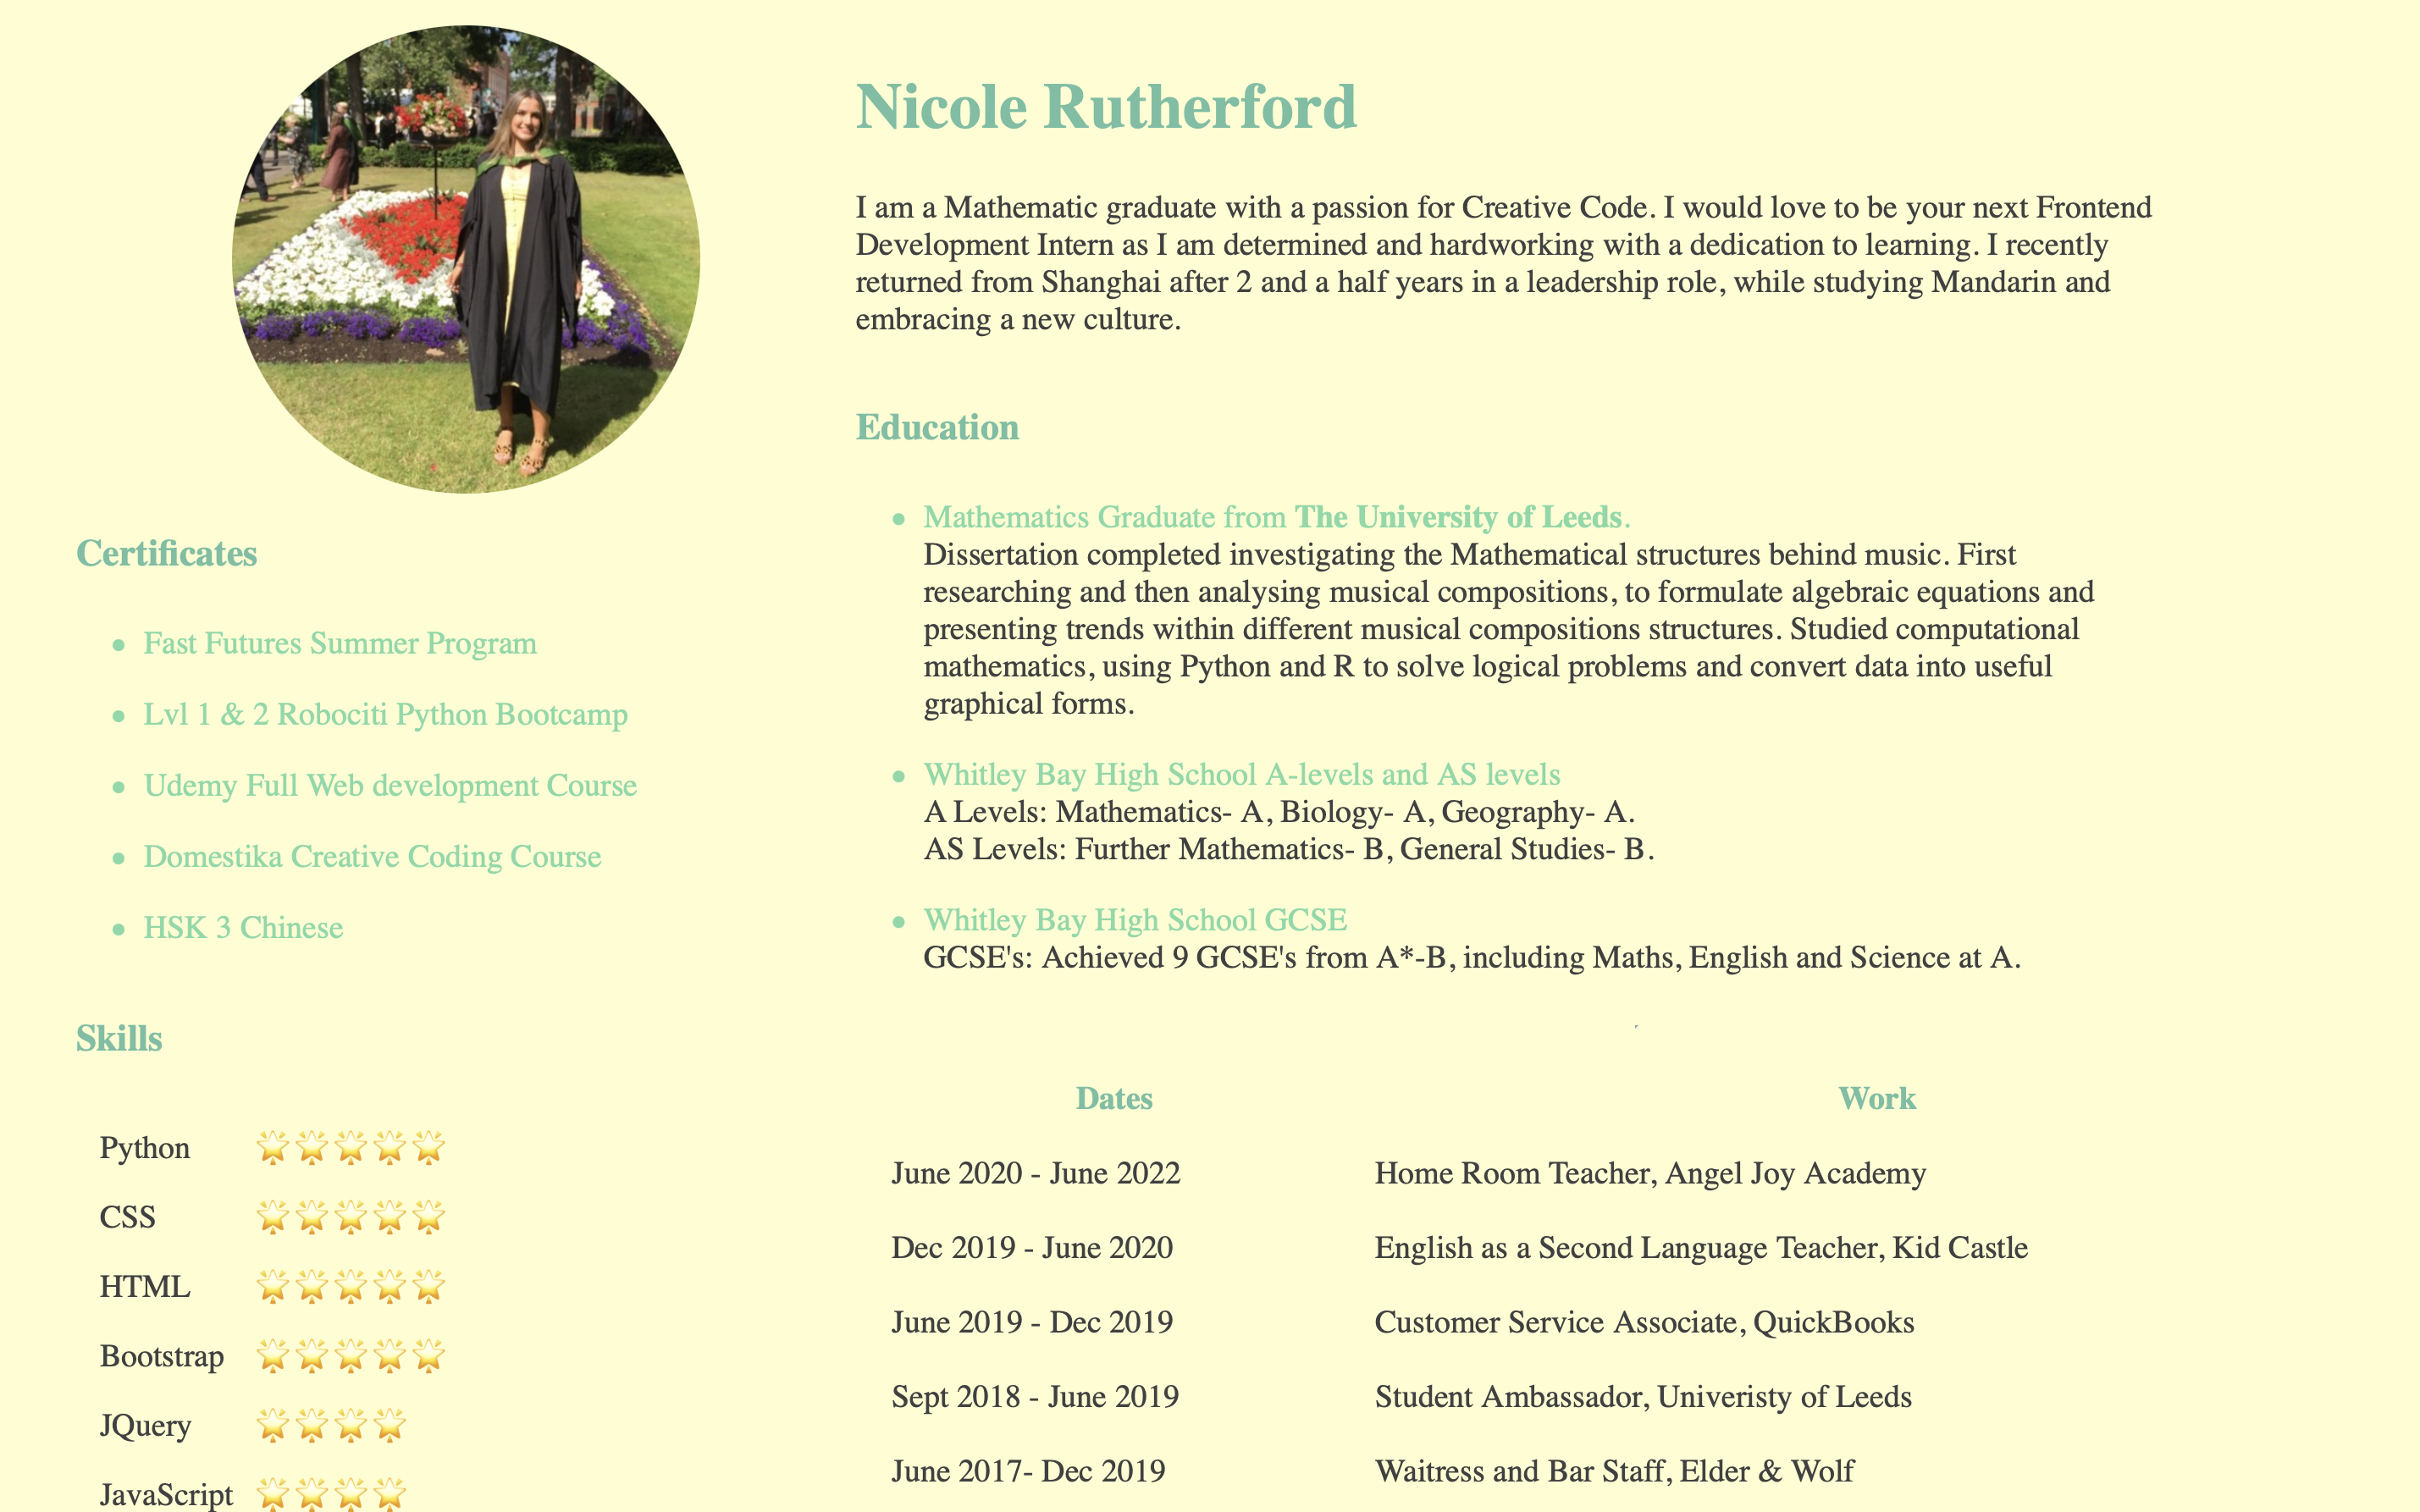 Nicole Rutherford
I am a Mathematic graduate with a passion for Creative Code. I would love to be your next Frontend
Development Intern as I am determined and hardworking with a dedication to learning. I recently
returned from Shanghai after 2 and a half years in a leadership role, while studying Mandarin and
embracing a new culture.
Education
• Mathematics Graduate from The University of Leeds.
Dissertation completed investigating the Mathematical structures behind music. First
researching and then analysing musical compositions, to formulate algebraic equations and
presenting trends within different musical compositions structures. Studied computational
mathematics, using Python and R to solve logical problems and convert data into useful
graphical forms.
• Whitley Bay High School A-levels and AS levels
A Levels: Mathematics- A, Biology- A, Geography- A.
AS Levels: Further Mathematics- B, General Studies- B.
• Whitley Bay High School GCSE
GCSE's: Achieved 9 GCSE's from A*-B, including Maths, English and Science at A.
Certificates
• Fast Futures Summer Program
• Lvl 1 & 2 Robociti Python Bootcamp
• Udemy Full Web development Course
• Domestika Creative Coding Course
• HSK 3 Chinese
Skills
Python 🌟🌟🌟🌟🌟
CSS 🌟🌟🌟🌟🌟
HTML 🌟🌟🌟🌟🌟
Bootstrap 🌟🌟🌟🌟🌟
JQuery 🌟🌟🌟🌟
JavaScript 🌟🌟🌟🌟
Dates Work
June 2020 - June 2022 Home Room Teacher, Angel Joy Academy
Dec 2019 - June 2020 English as a Second Language Teacher, Kid Castle
June 2019 - Dec 2019 Customer Service Associate, QuickBooks
Sept 2018 - June 2019 Student Ambassador, Univeristy of Leeds
June 2017- Dec 2019 Waitress and Bar Staff, Elder & Wolf